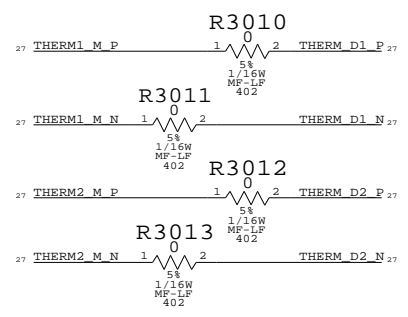 R3010
0
27 THERM1_M_P 1 2 THERM_D1_P 27
5%
1/16W
MF-LF
402
R3011
0
27 THERM1_M_N 1 2 THERM_D1_N 27
5%
1/16W
MF-LF
402
R3012
0
27 THERM2_M_P 1 2 THERM_D2_P 27
5%
1/16W
MF-LF
402
R3013
0
27 THERM2_M_N 1 2 THERM_D2_N 27
5%
1/16W
MF-LF
402